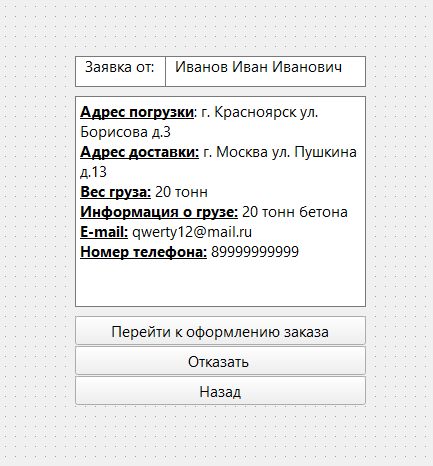 Заявка от: Иванов Иван Иванович
Адрес погрузки: г. Красноярск ул.
Борисова д.3
Адрес доставки: г. Москва ул. Пушкина
д.13
Вес груза: 20 тонн
Информация о грузе: 20 тонн бетона
E-mail: qwerty12@mail.ru
Номер телефона: 89999999999
Перейти к оформлению заказа
Отказать
Назад